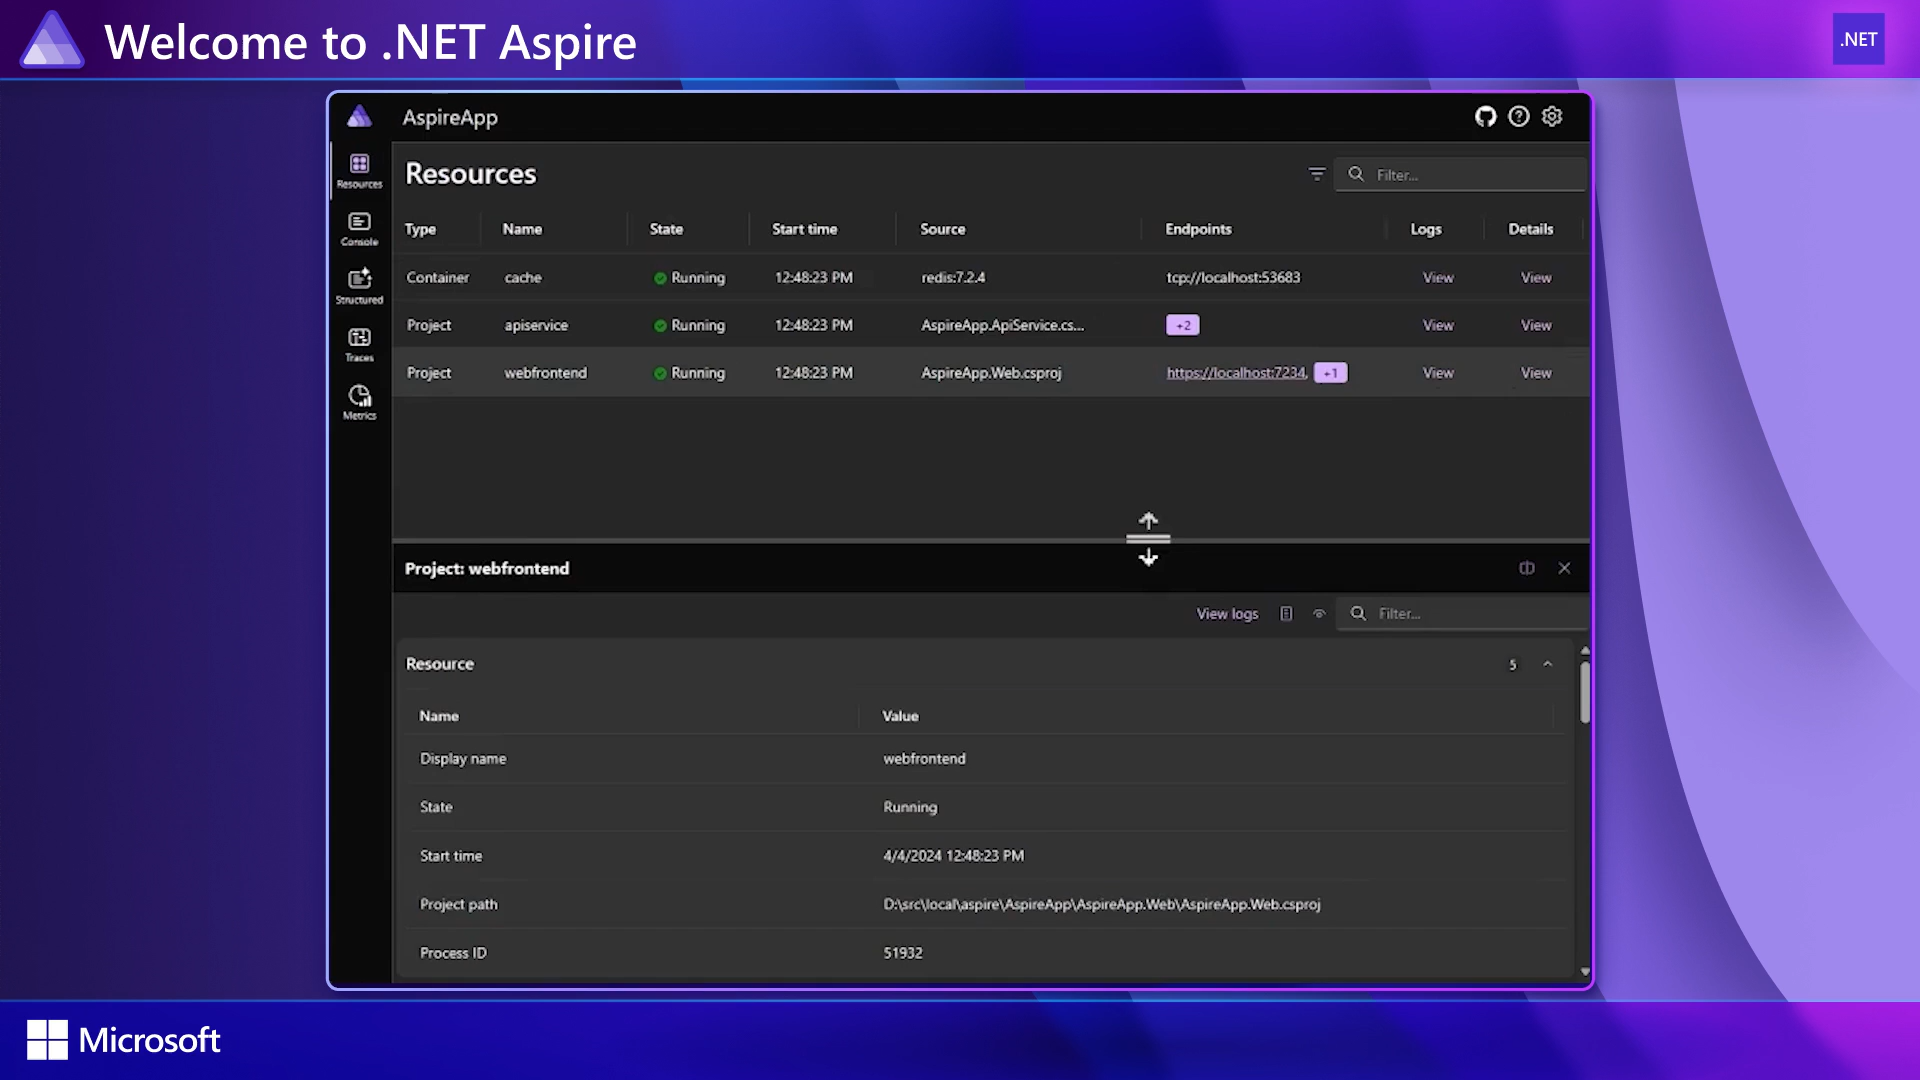 Welcome to .NET Aspire
.NET
AspireApp
Resources
Resources
Filter...
Console
Structured
Traces
Metrics
Type Name State Start time Source Endpoints Logs Details
Container cache Running 12:48:23 PM redis:7.2.4 tcp://localhost:53683 View View
Project apiservice Running 12:48:23 PM AspireApp.ApiService.cs... +2 View View
Project webfrontend Running 12:48:23 PM AspireApp.Web.csproj https://localhost:7234, +1 View View
Project: webfrontend
View logs Filter...
Resource 5
Name Value
Display name webfrontend
State Running
Start time 4/4/2024 12:48:23 PM
Project path D:\src\local\aspire\AspireApp\AspireApp.Web\AspireApp.Web.csproj
Process ID 51932
Microsoft